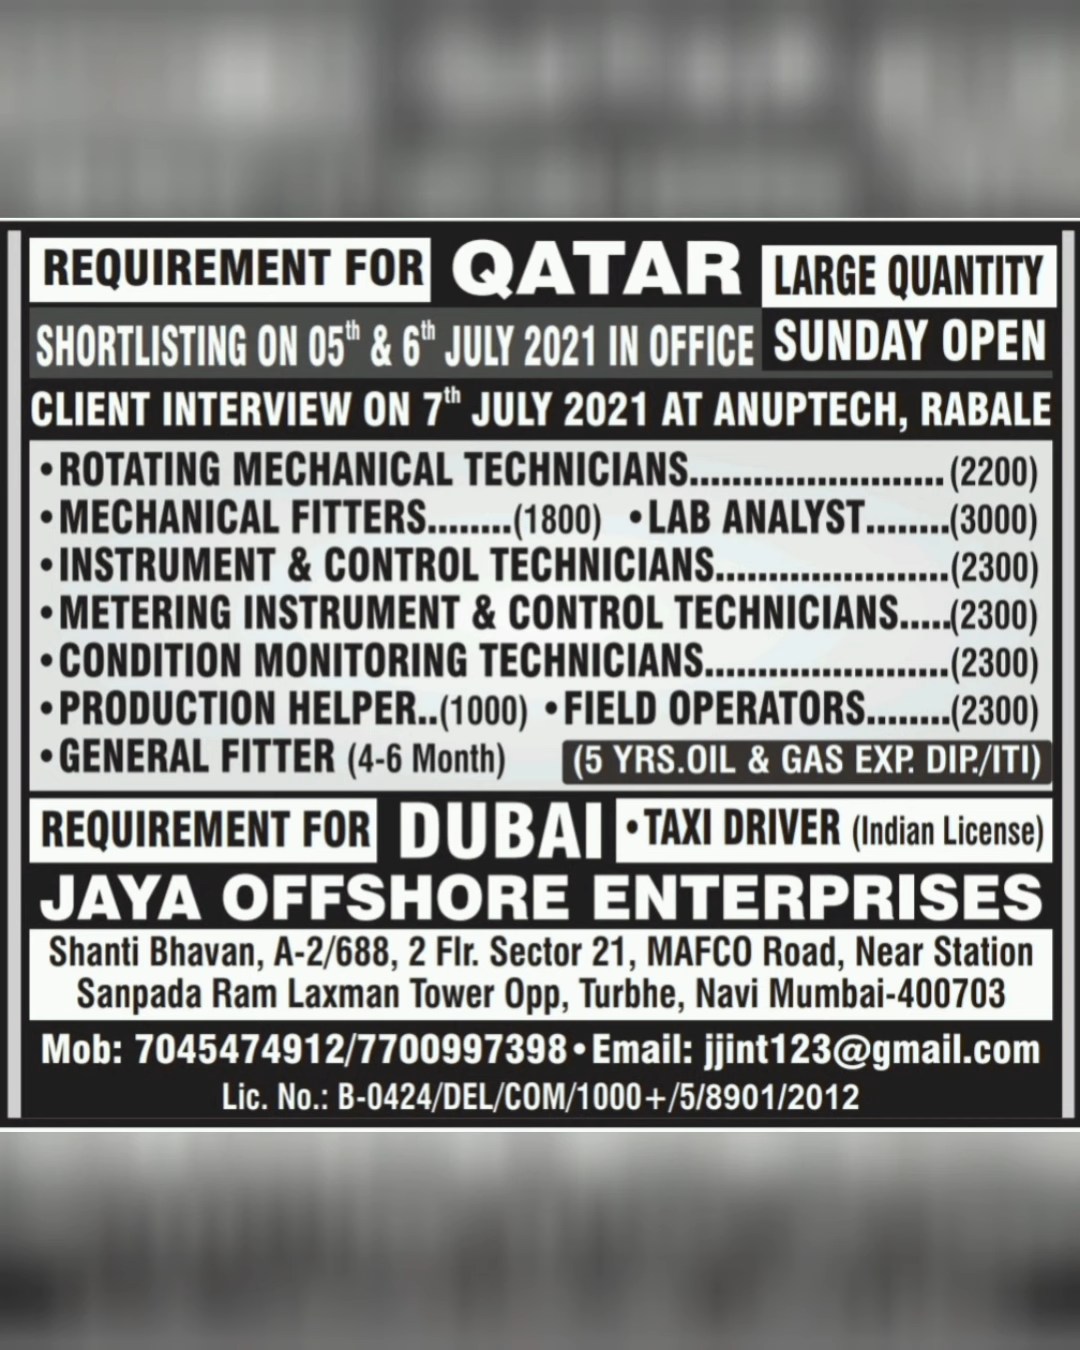 REQUIREMENT FOR QATAR LARGE QUANTITY
SHORTLISTING ON 05th & 6th JULY 2021 IN OFFICE SUNDAY OPEN
CLIENT INTERVIEW ON 7th JULY 2021 AT ANUPTECH, RABALE
•ROTATING MECHANICAL TECHNICIANS........................(2200)
•MECHANICAL FITTERS........(1800) •LAB ANALYST........(3000)
•INSTRUMENT & CONTROL TECHNICIANS......................(2300)
•METERING INSTRUMENT & CONTROL TECHNICIANS.....(2300)
•CONDITION MONITORING TECHNICIANS.......................(2300)
•PRODUCTION HELPER..(1000) •FIELD OPERATORS........(2300)
•GENERAL FITTER (4-6 Month) (5 YRS.OIL & GAS EXP. DIP./ITI)
REQUIREMENT FOR DUBAI •TAXI DRIVER (Indian License)
JAYA OFFSHORE ENTERPRISES
Shanti Bhavan, A-2/688, 2 Flr. Sector 21, MAFCO Road, Near Station
Sanpada Ram Laxman Tower Opp, Turbhe, Navi Mumbai-400703
Mob: 7045474912/7700997398•Email: jjint123@gmail.com
Lic. No.: B-0424/DEL/COM/1000+/5/8901/2012